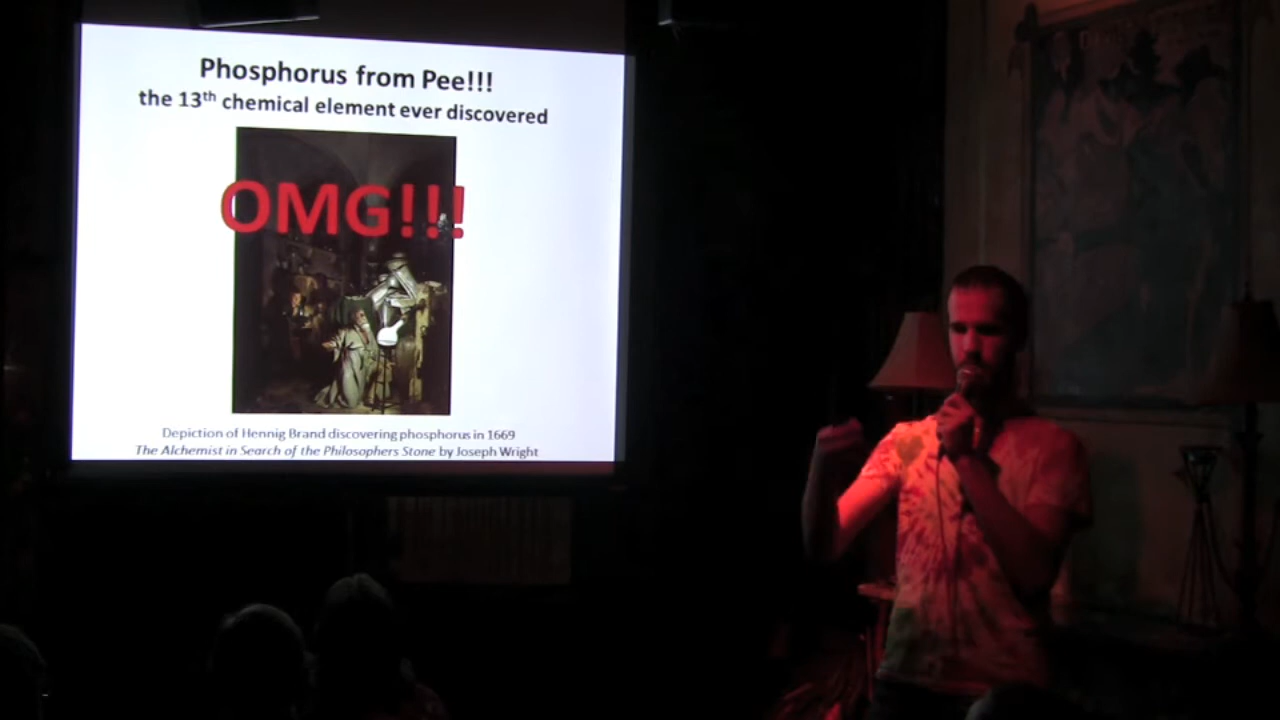 Phosphorus from Pee!!!
the 13th chemical element ever discovered
OMG!!!
Depiction of Hennig Brand discovering phosphorus in 1669
The Alchemist in Search of the Philosophers Stone by Joseph Wright